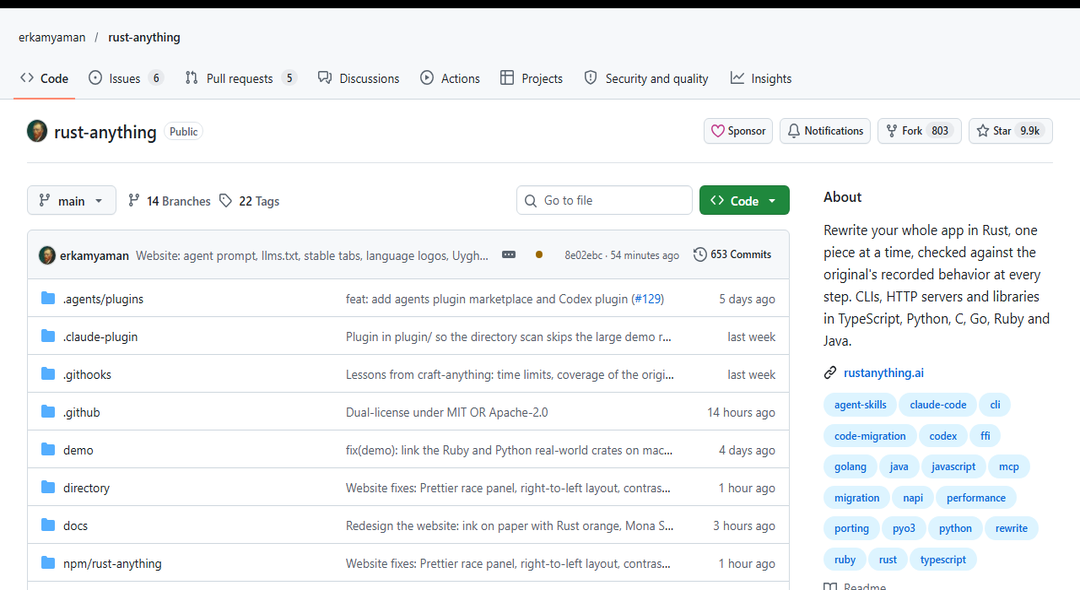 erkamyaman / rust-anything
Code Issues 6 Pull requests 5 Discussions Actions Projects Security and quality Insights
rust-anything Public Sponsor Notifications Fork 803 Star 9.9k
main 14 Branches 22 Tags Go to file Code
erkamyaman Website: agent prompt, llms.txt, stable tabs, language logos, Uygh... 8e02ebc · 54 minutes ago 653 Commits
.agents/plugins feat: add agents plugin marketplace and Codex plugin (#129) 5 days ago
.claude-plugin Plugin in plugin/ so the directory scan skips the large demo r... last week
.githooks Lessons from craft-anything: time limits, coverage of the origi... last week
.github Dual-license under MIT OR Apache-2.0 14 hours ago
demo fix(demo): link the Ruby and Python real-world crates on mac... 4 days ago
directory Website fixes: Prettier race panel, right-to-left layout, contras... 1 hour ago
docs Redesign the website: ink on paper with Rust orange, Mona S... 3 hours ago
npm/rust-anything Website fixes: Prettier race panel, right-to-left layout, contras... 1 hour ago
About
Rewrite your whole app in Rust, one
piece at a time, checked against the
original's recorded behavior at every
step. CLIs, HTTP servers and libraries
in TypeScript, Python, C, Go, Ruby and
Java.
rustanything.ai
agent-skills claude-code cli
code-migration codex ffi
golang java javascript mcp
migration napi performance
porting pyo3 python rewrite
ruby rust typescript
Readme